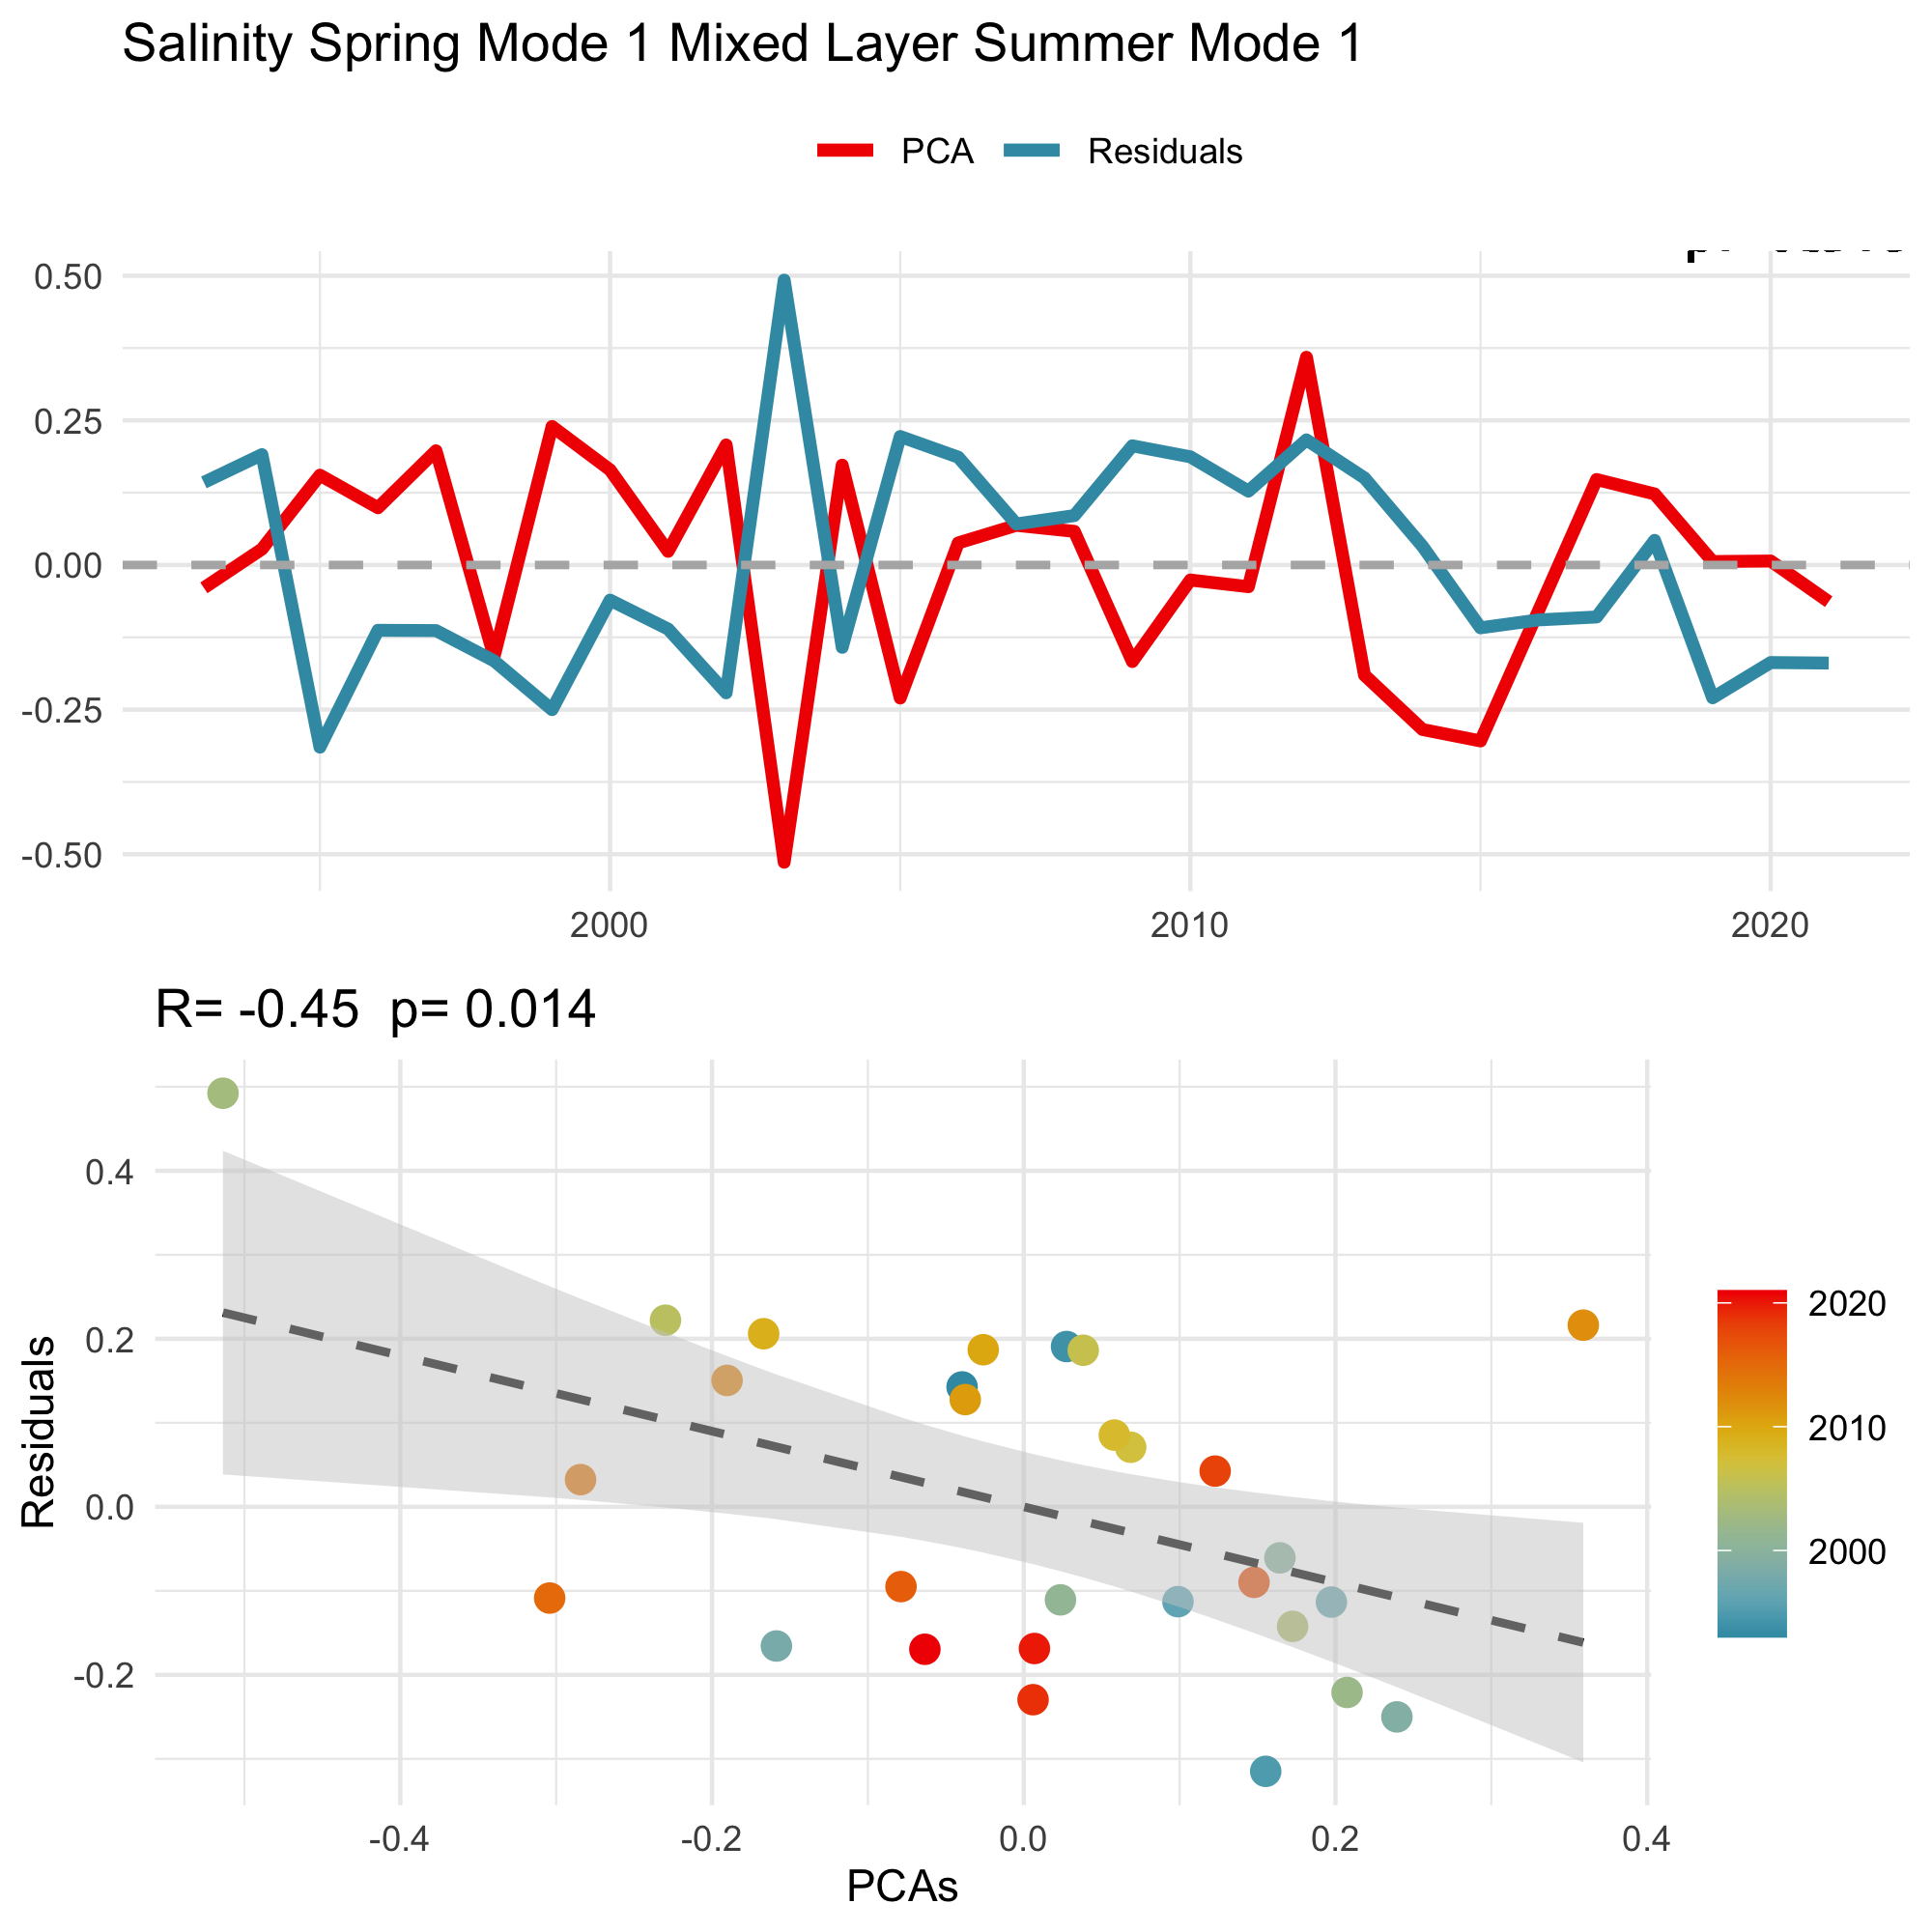 Salinity Spring Mode 1 Mixed Layer Summer Mode 1
PCA Residuals
0.50
0.25
0.00
-0.25
-0.50
2000 2010 2020
R= -0.45 p= 0.014
Residuals
0.4
0.2
0.0
-0.2
-0.4 -0.2 0.0 0.2 0.4
PCAs
2020
2010
2000